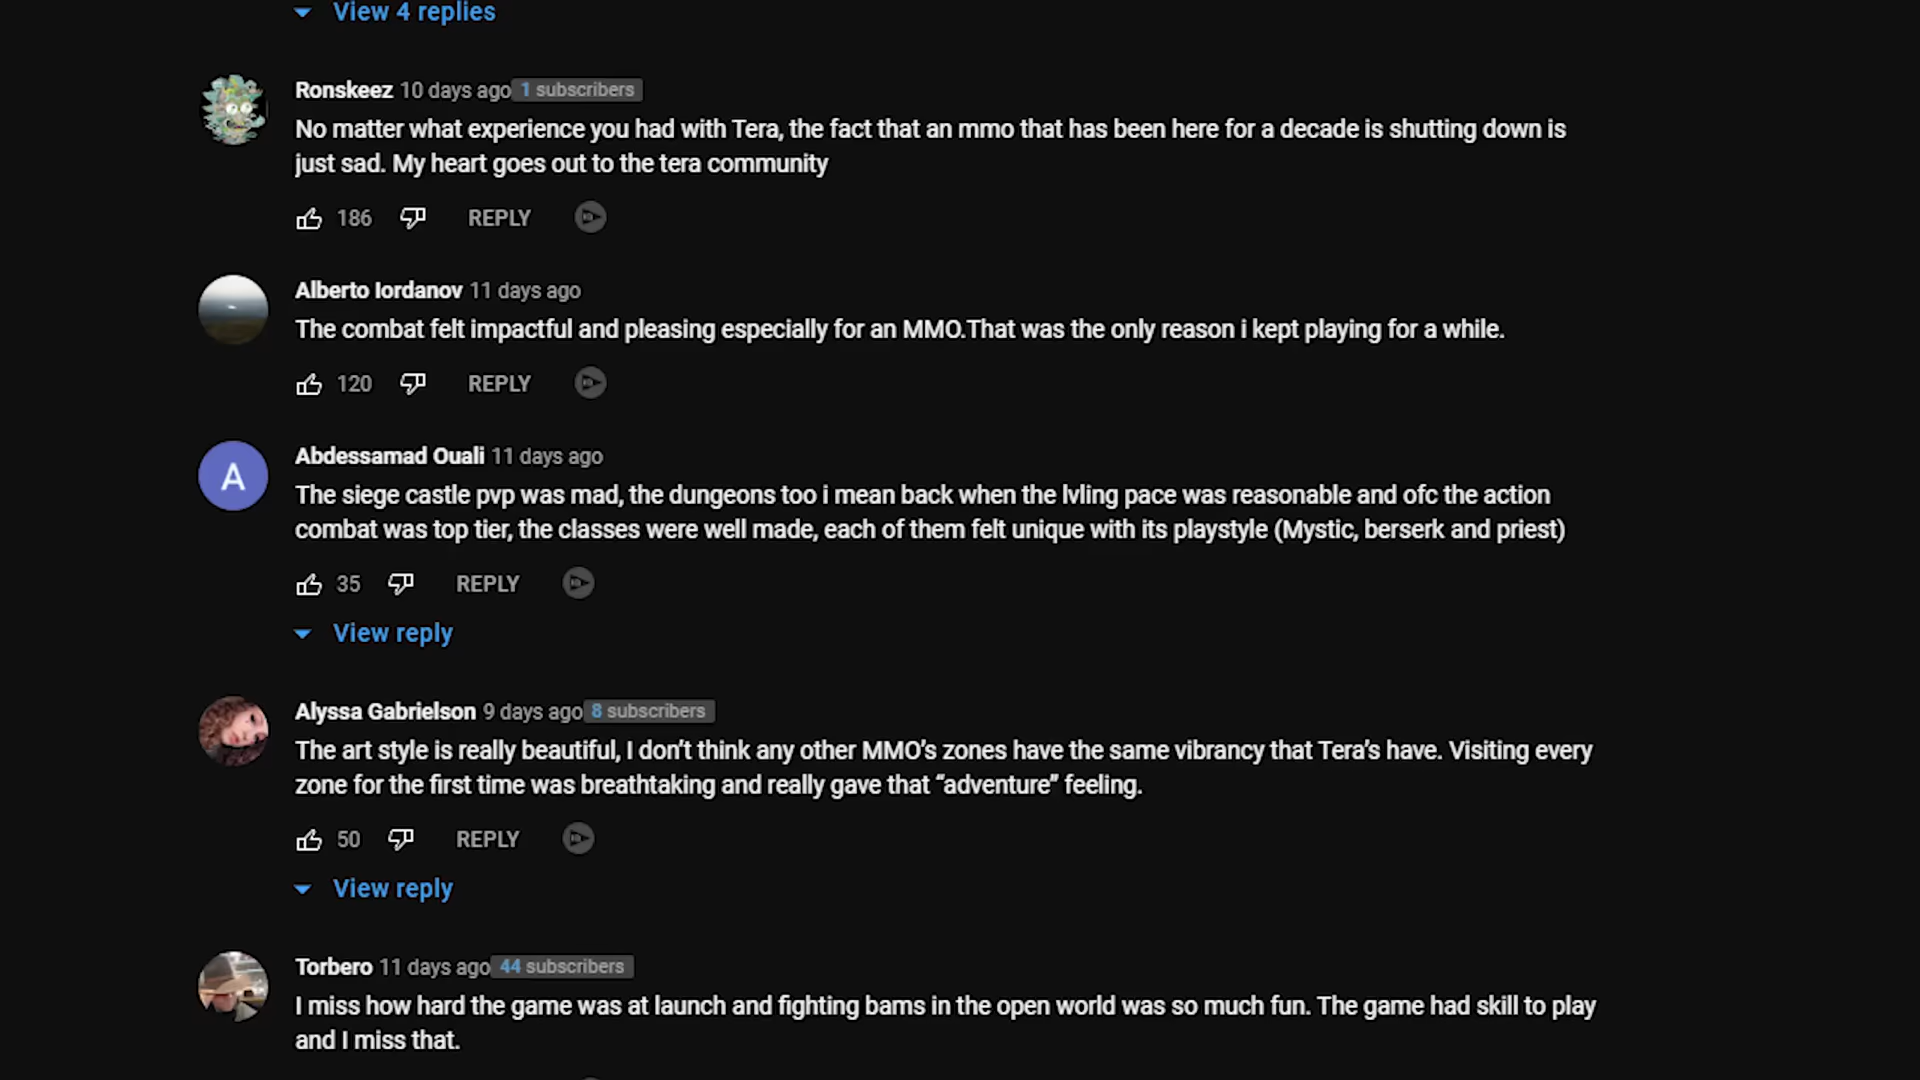 View 4 replies
Ronskeez 10 days ago 1 subscribers
No matter what experience you had with Tera, the fact that an mmo that has been here for a decade is shutting down is
just sad. My heart goes out to the tera community
186 REPLY
Alberto Iordanov 11 days ago
The combat felt impactful and pleasing especially for an MMO.That was the only reason i kept playing for a while.
120 REPLY
A
Abdessamad Ouali 11 days ago
The siege castle pvp was mad, the dungeons too i mean back when the lvling pace was reasonable and ofc the action
combat was top tier, the classes were well made, each of them felt unique with its playstyle (Mystic, berserk and priest)
35 REPLY
View reply
Alyssa Gabrielson 9 days ago 8 subscribers
The art style is really beautiful, I don’t think any other MMO’s zones have the same vibrancy that Tera’s have. Visiting every
zone for the first time was breathtaking and really gave that “adventure” feeling.
50 REPLY
View reply
Torbero 11 days ago 44 subscribers
I miss how hard the game was at launch and fighting bams in the open world was so much fun. The game had skill to play
and I miss that.